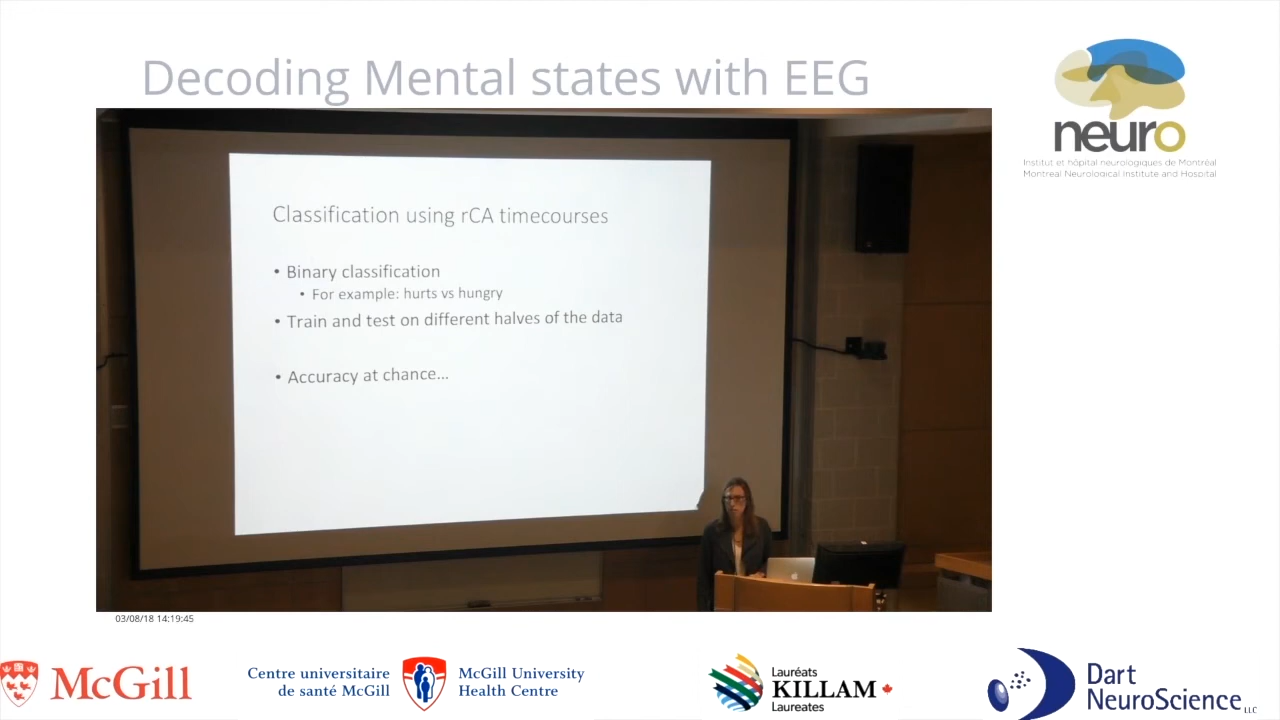 Decoding Mental states with EEG
neuro
Institut et hôpital neurologiques de Montréal
Montreal Neurological Institute and Hospital
Classification using rCA timecourses
• Binary classification
• For example: hurts vs hungry
• Train and test on different halves of the data
• Accuracy at chance...
03/08/18 14:19:45
McGill
Centre universitaire
de santé McGill
McGill University
Health Centre
Lauréats
KILLAM
Laureates
Dart
NeuroScience LLC